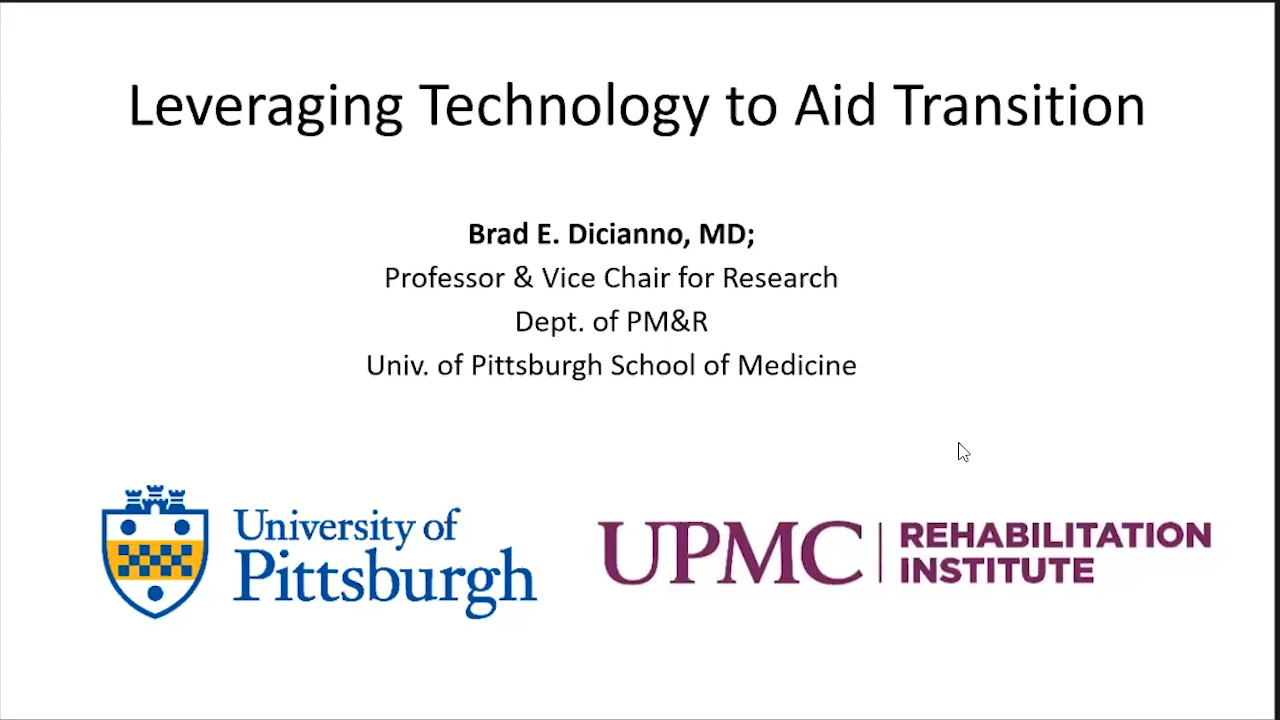 Leveraging Technology to Aid Transition
Brad E. Dicianno, MD;
Professor & Vice Chair for Research
Dept. of PM&R
Univ. of Pittsburgh School of Medicine
University of
Pittsburgh
UPMC
REHABILITATION
INSTITUTE